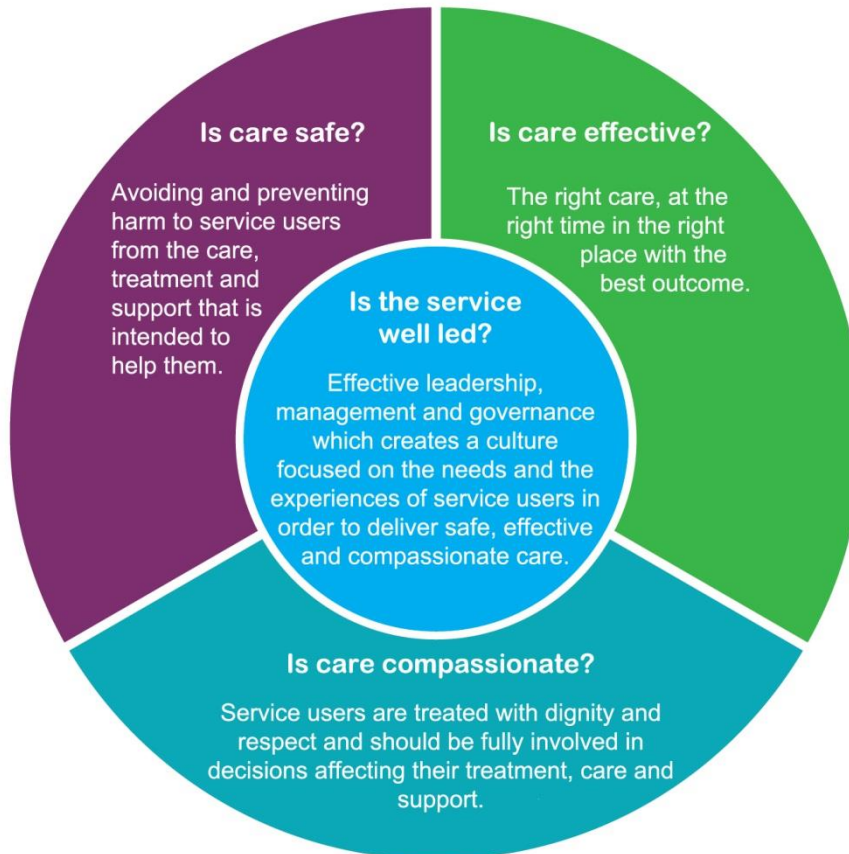 Is care safe?
Avoiding and preventing
harm to service users
from the care,
treatment and
support that is
intended to
help them.
Is care effective?
The right care, at the
right time in the right
place with the
best outcome.
Is the service
well led?
Effective leadership,
management and governance
which creates a culture
focused on the needs and the
experiences of service users in
order to deliver safe, effective
and compassionate care.
Is care compassionate?
Service users are treated with dignity and
respect and should be fully involved in
decisions affecting their treatment, care and
support.